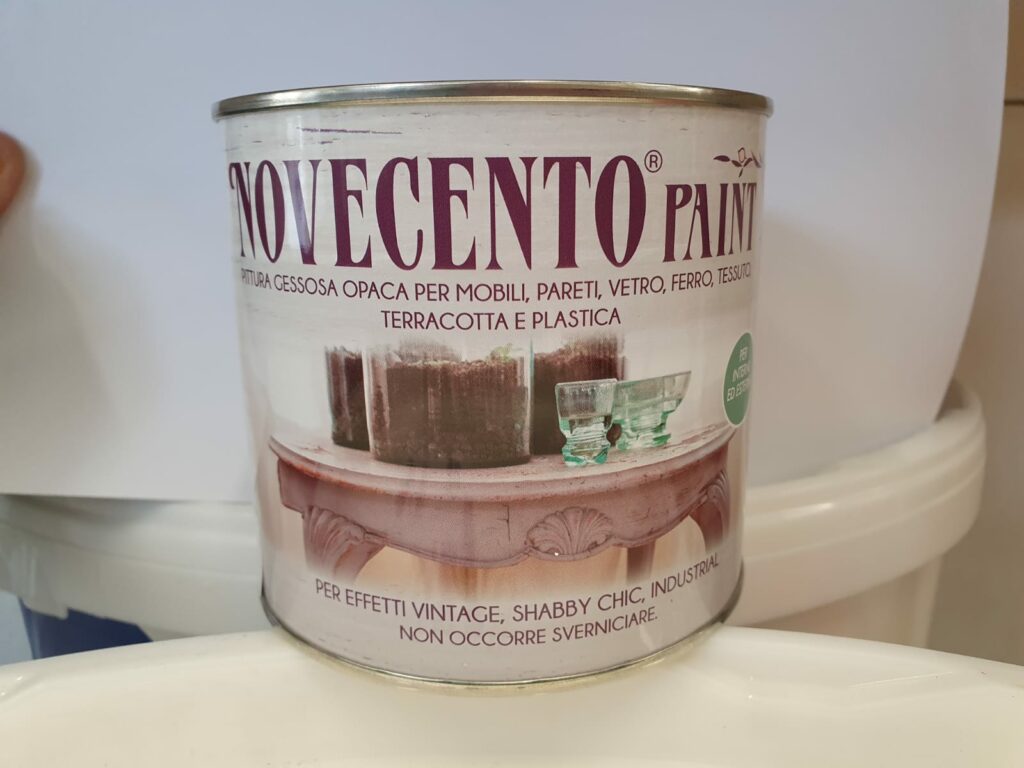 NOVECENTO® PAINT
PITTURA GESSOSA OPACA PER MOBILI, PARETI, VETRO, FERRO, TESSUTO,
TERRACOTTA E PLASTICA
PER
ED
PER EFFETTI VINTAGE, SHABBY CHIC, INDUSTRIAL
NON OCCORRE SVERNICIARE.